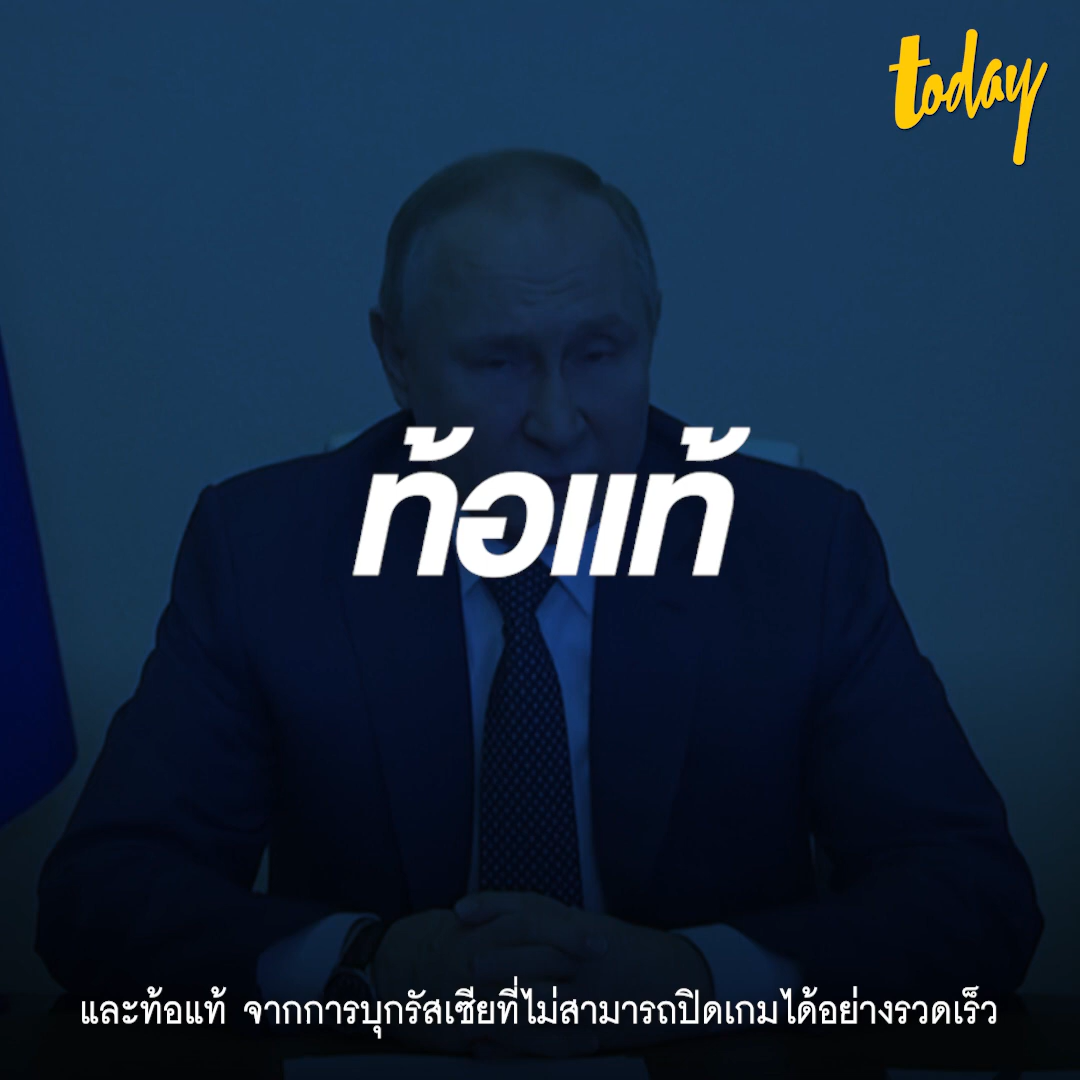 today
ท้อแท้
และท้อแท้ จากการบุกรัสเซียที่ไม่สามารถปิดเกมได้อย่างรวดเร็ว